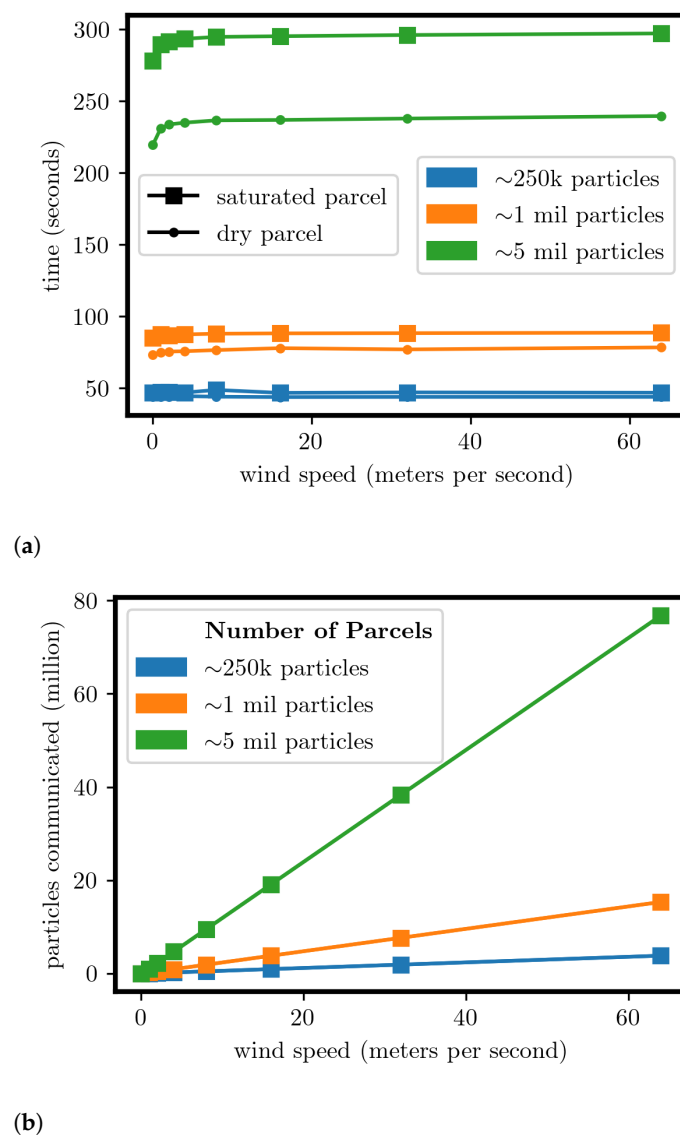 300
250
200
150
100
50
time (seconds)
saturated parcel
dry parcel
∼250k particles
∼1 mil particles
∼5 mil particles
0 20 40 60
wind speed (meters per second)
(a)
80
60
40
20
0
particles communicated (million)
Number of Parcels
∼250k particles
∼1 mil particles
∼5 mil particles
0 20 40 60
wind speed (meters per second)
(b)